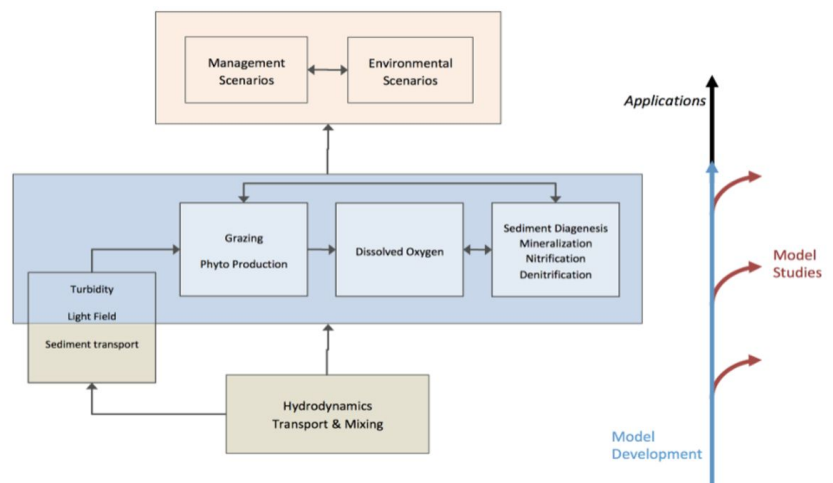 Management
Scenarios
Environmental
Scenarios
Applications
Grazing
Phyto Production
Dissolved Oxygen
Sediment Diagenesis
Mineralization
Nitrification
Denitrification
Turbidity
Light Field
Sediment transport
Model
Studies
Hydrodynamics
Transport & Mixing
Model
Development